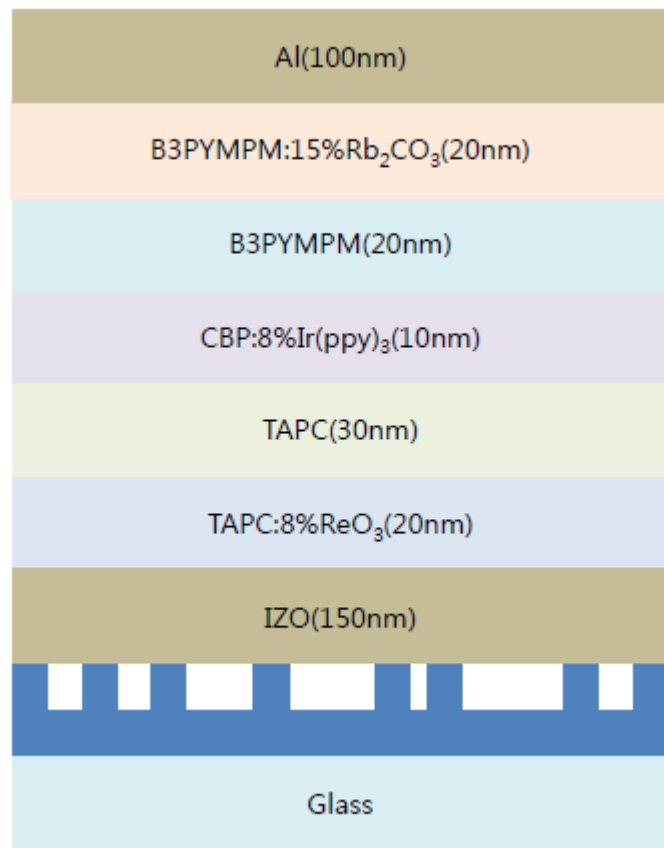 Al(100nm)
B3PYMPM:15%Rb₂CO₃(20nm)
B3PYMPM(20nm)
CBP:8%Ir(ppy)₃(10nm)
TAPC(30nm)
TAPC:8%ReO₃(20nm)
IZO(150nm)
Glass